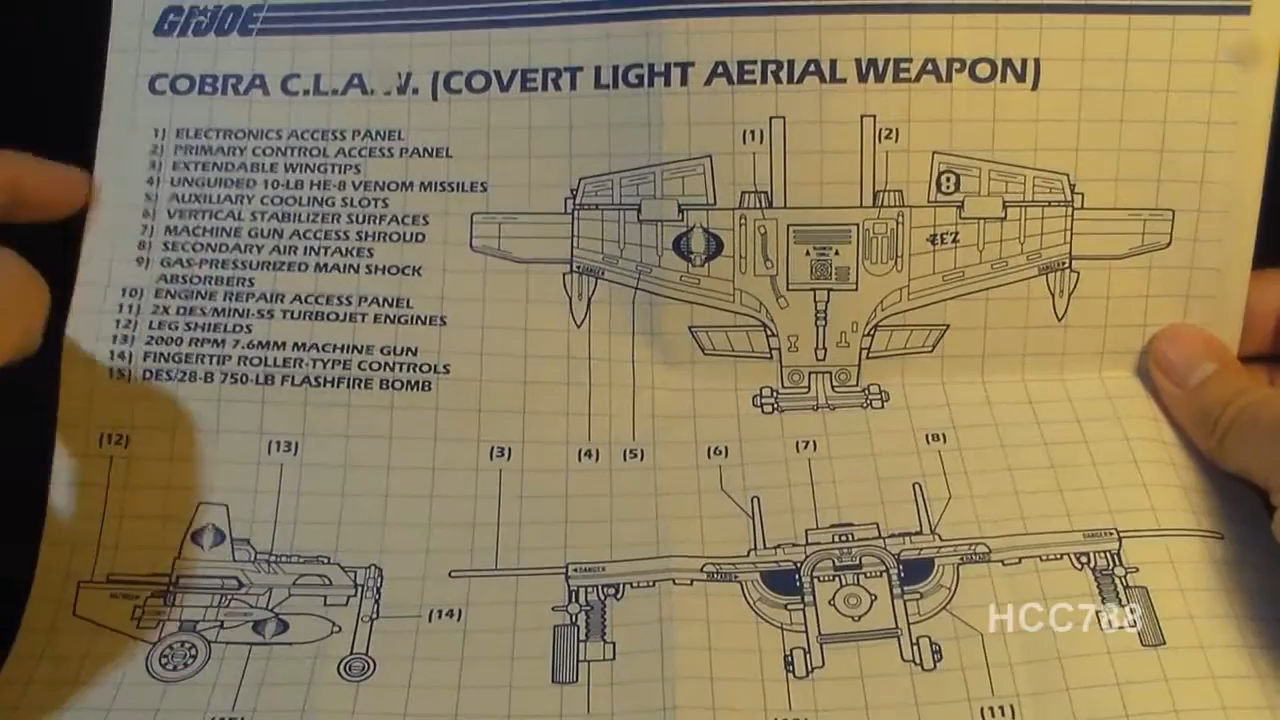 GI JOE
COBRA C.L.A.W. (COVERT LIGHT AERIAL WEAPON)
1) ELECTRONICS ACCESS PANEL
2) PRIMARY CONTROL ACCESS PANEL
3) EXTENDABLE WINGTIPS
4) UNGUIDED 10-LB HE-8 VENOM MISSILES
5) AUXILIARY COOLING SLOTS
6) VERTICAL STABILIZER SURFACES
7) MACHINE GUN ACCESS SHROUD
8) SECONDARY AIR INTAKES
9) GAS-PRESSURIZED MAIN SHOCK
ABSORBERS
10) ENGINE REPAIR ACCESS PANEL
11) 2X DES/MINI-55 TURBOJET ENGINES
12) LEG SHIELDS
13) 2000 RPM 7.6MM MACHINE GUN
14) FINGERTIP ROLLER-TYPE CONTROLS
15) DES/28-B 750-LB FLASHFIRE BOMB
(1) (2)
8
Z32
DANGER DANGER
(12) (13) (3) (4) (5) (6) (7) (8)
DANGER HAZARD HAZARD DANGER
(14)
HCC788
(11)